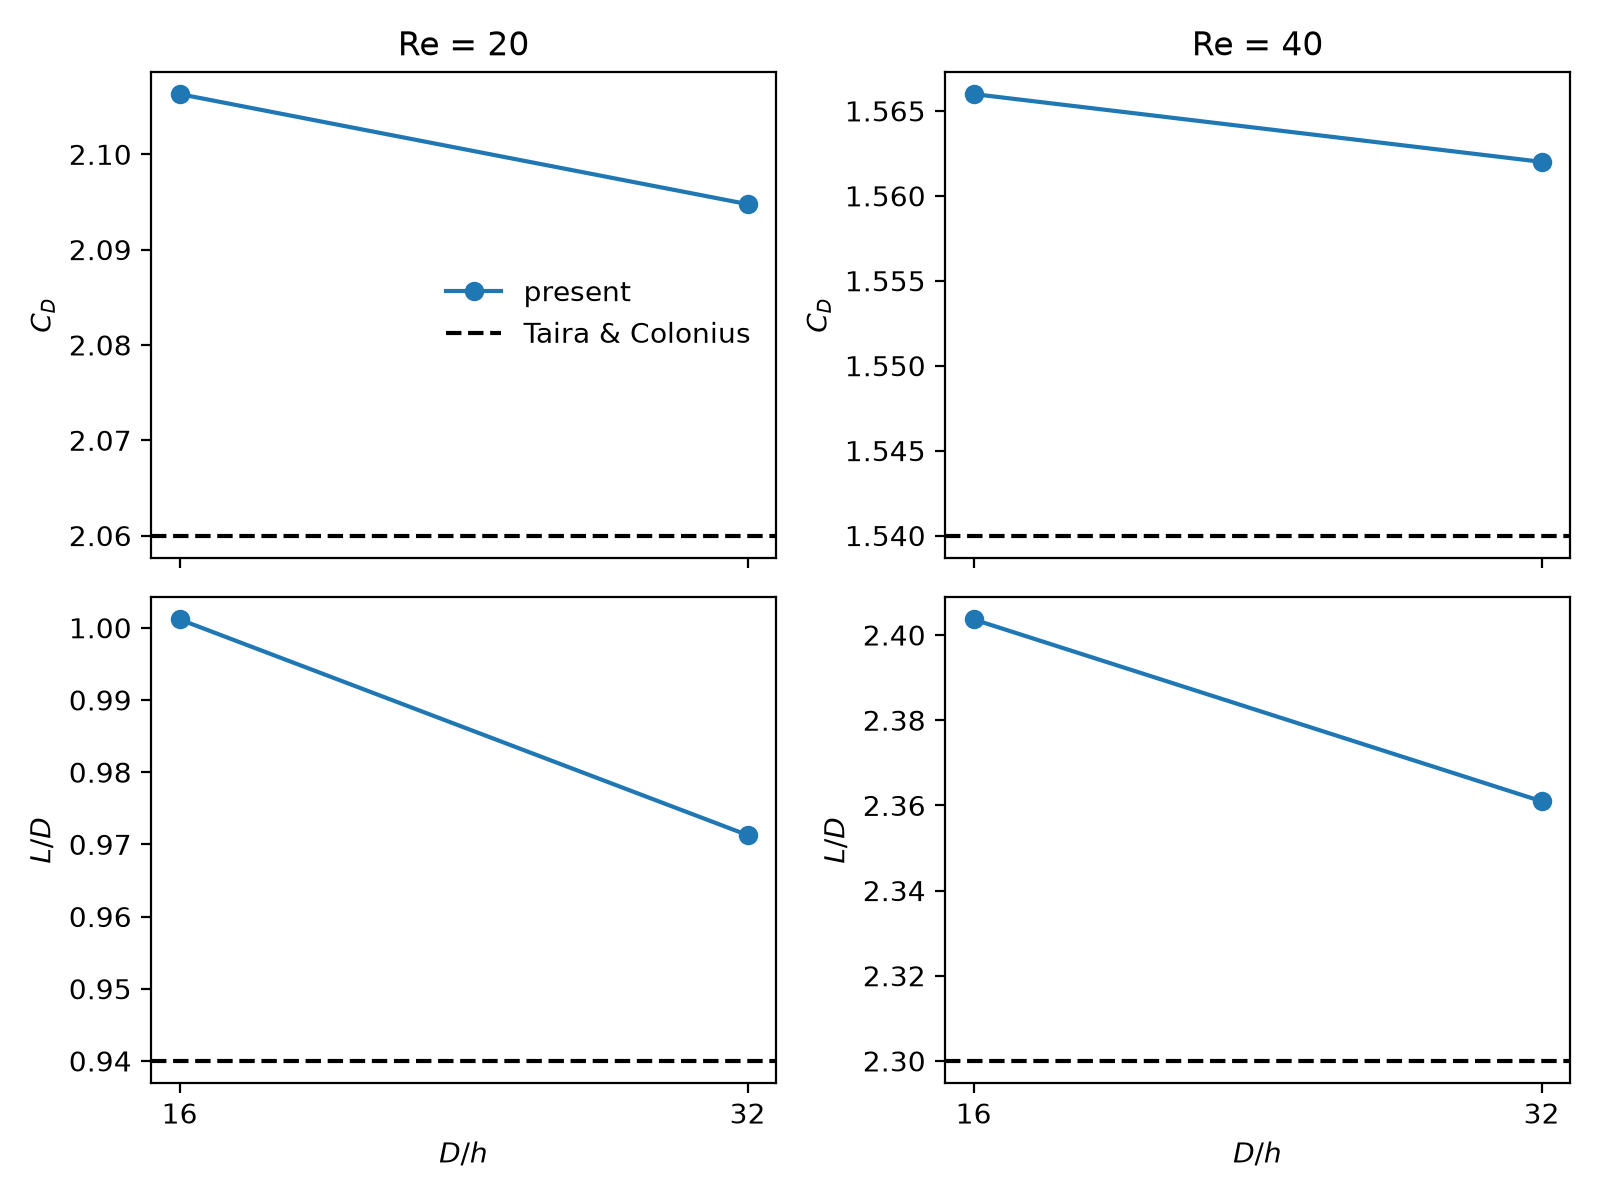 Re = 20
Re = 40
2.10
2.09
2.08
2.07
2.06
C_D
present
Taira & Colonius
1.565
1.560
1.555
1.550
1.545
1.540
C_D
1.00
0.99
0.98
0.97
0.96
0.95
0.94
L/D
16
32
D/h
2.40
2.38
2.36
2.34
2.32
2.30
L/D
16
32
D/h